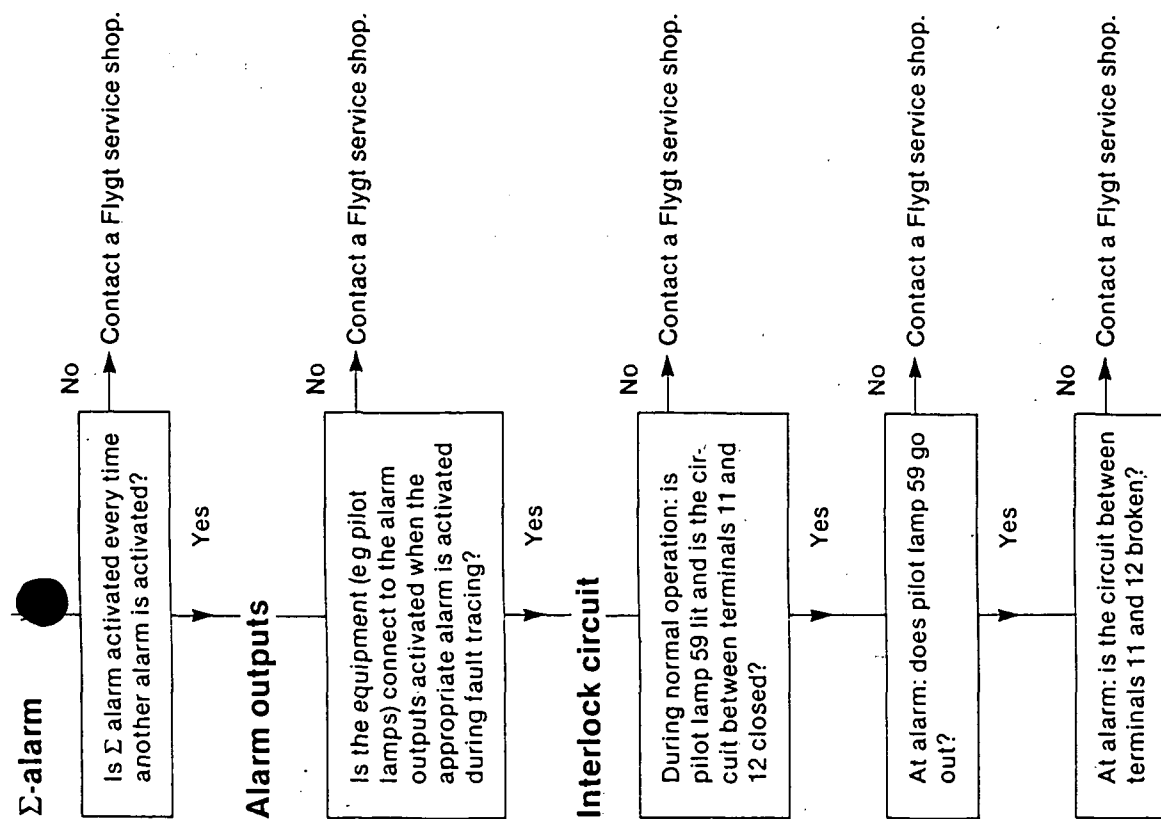 Σ-alarm
Is Σ alarm activated every time
another alarm is activated?
No
Contact a Flygt service shop.
Yes
Alarm outputs
Is the equipment (e g pilot
lamps) connect to the alarm
outputs activated when the
appropriate alarm is activated
during fault tracing?
No
Contact a Flygt service shop.
Yes
Interlock circuit
During normal operation: is
pilot lamp 59 lit and is the cir-
cuit between terminals 11 and
12 closed?
No
Contact a Flygt service shop.
Yes
At alarm: does pilot lamp 59 go
out?
No
Contact a Flygt service shop.
Yes
At alarm: is the circuit between
terminals 11 and 12 broken?
No
Contact a Flygt service shop.